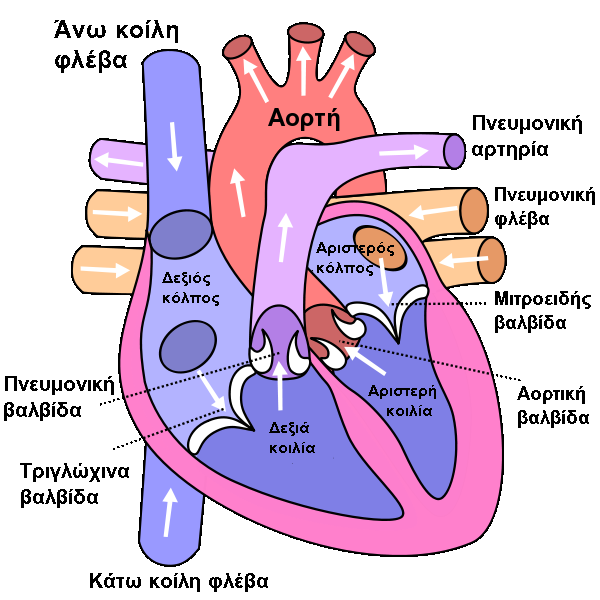 Άνω κοίλη
φλέβα
Αορτή
Πνευμονική
αρτηρία
Πνευμονική
φλέβα
Αριστερός
κόλπος
Δεξιός
κόλπος
Μιτροειδής
βαλβίδα
Πνευμονική
βαλβίδα
Αριστερή
κοιλία
Αορτική
βαλβίδα
Δεξιά
κοιλία
Τριγλώχινα
βαλβίδα
Κάτω κοίλη φλέβα